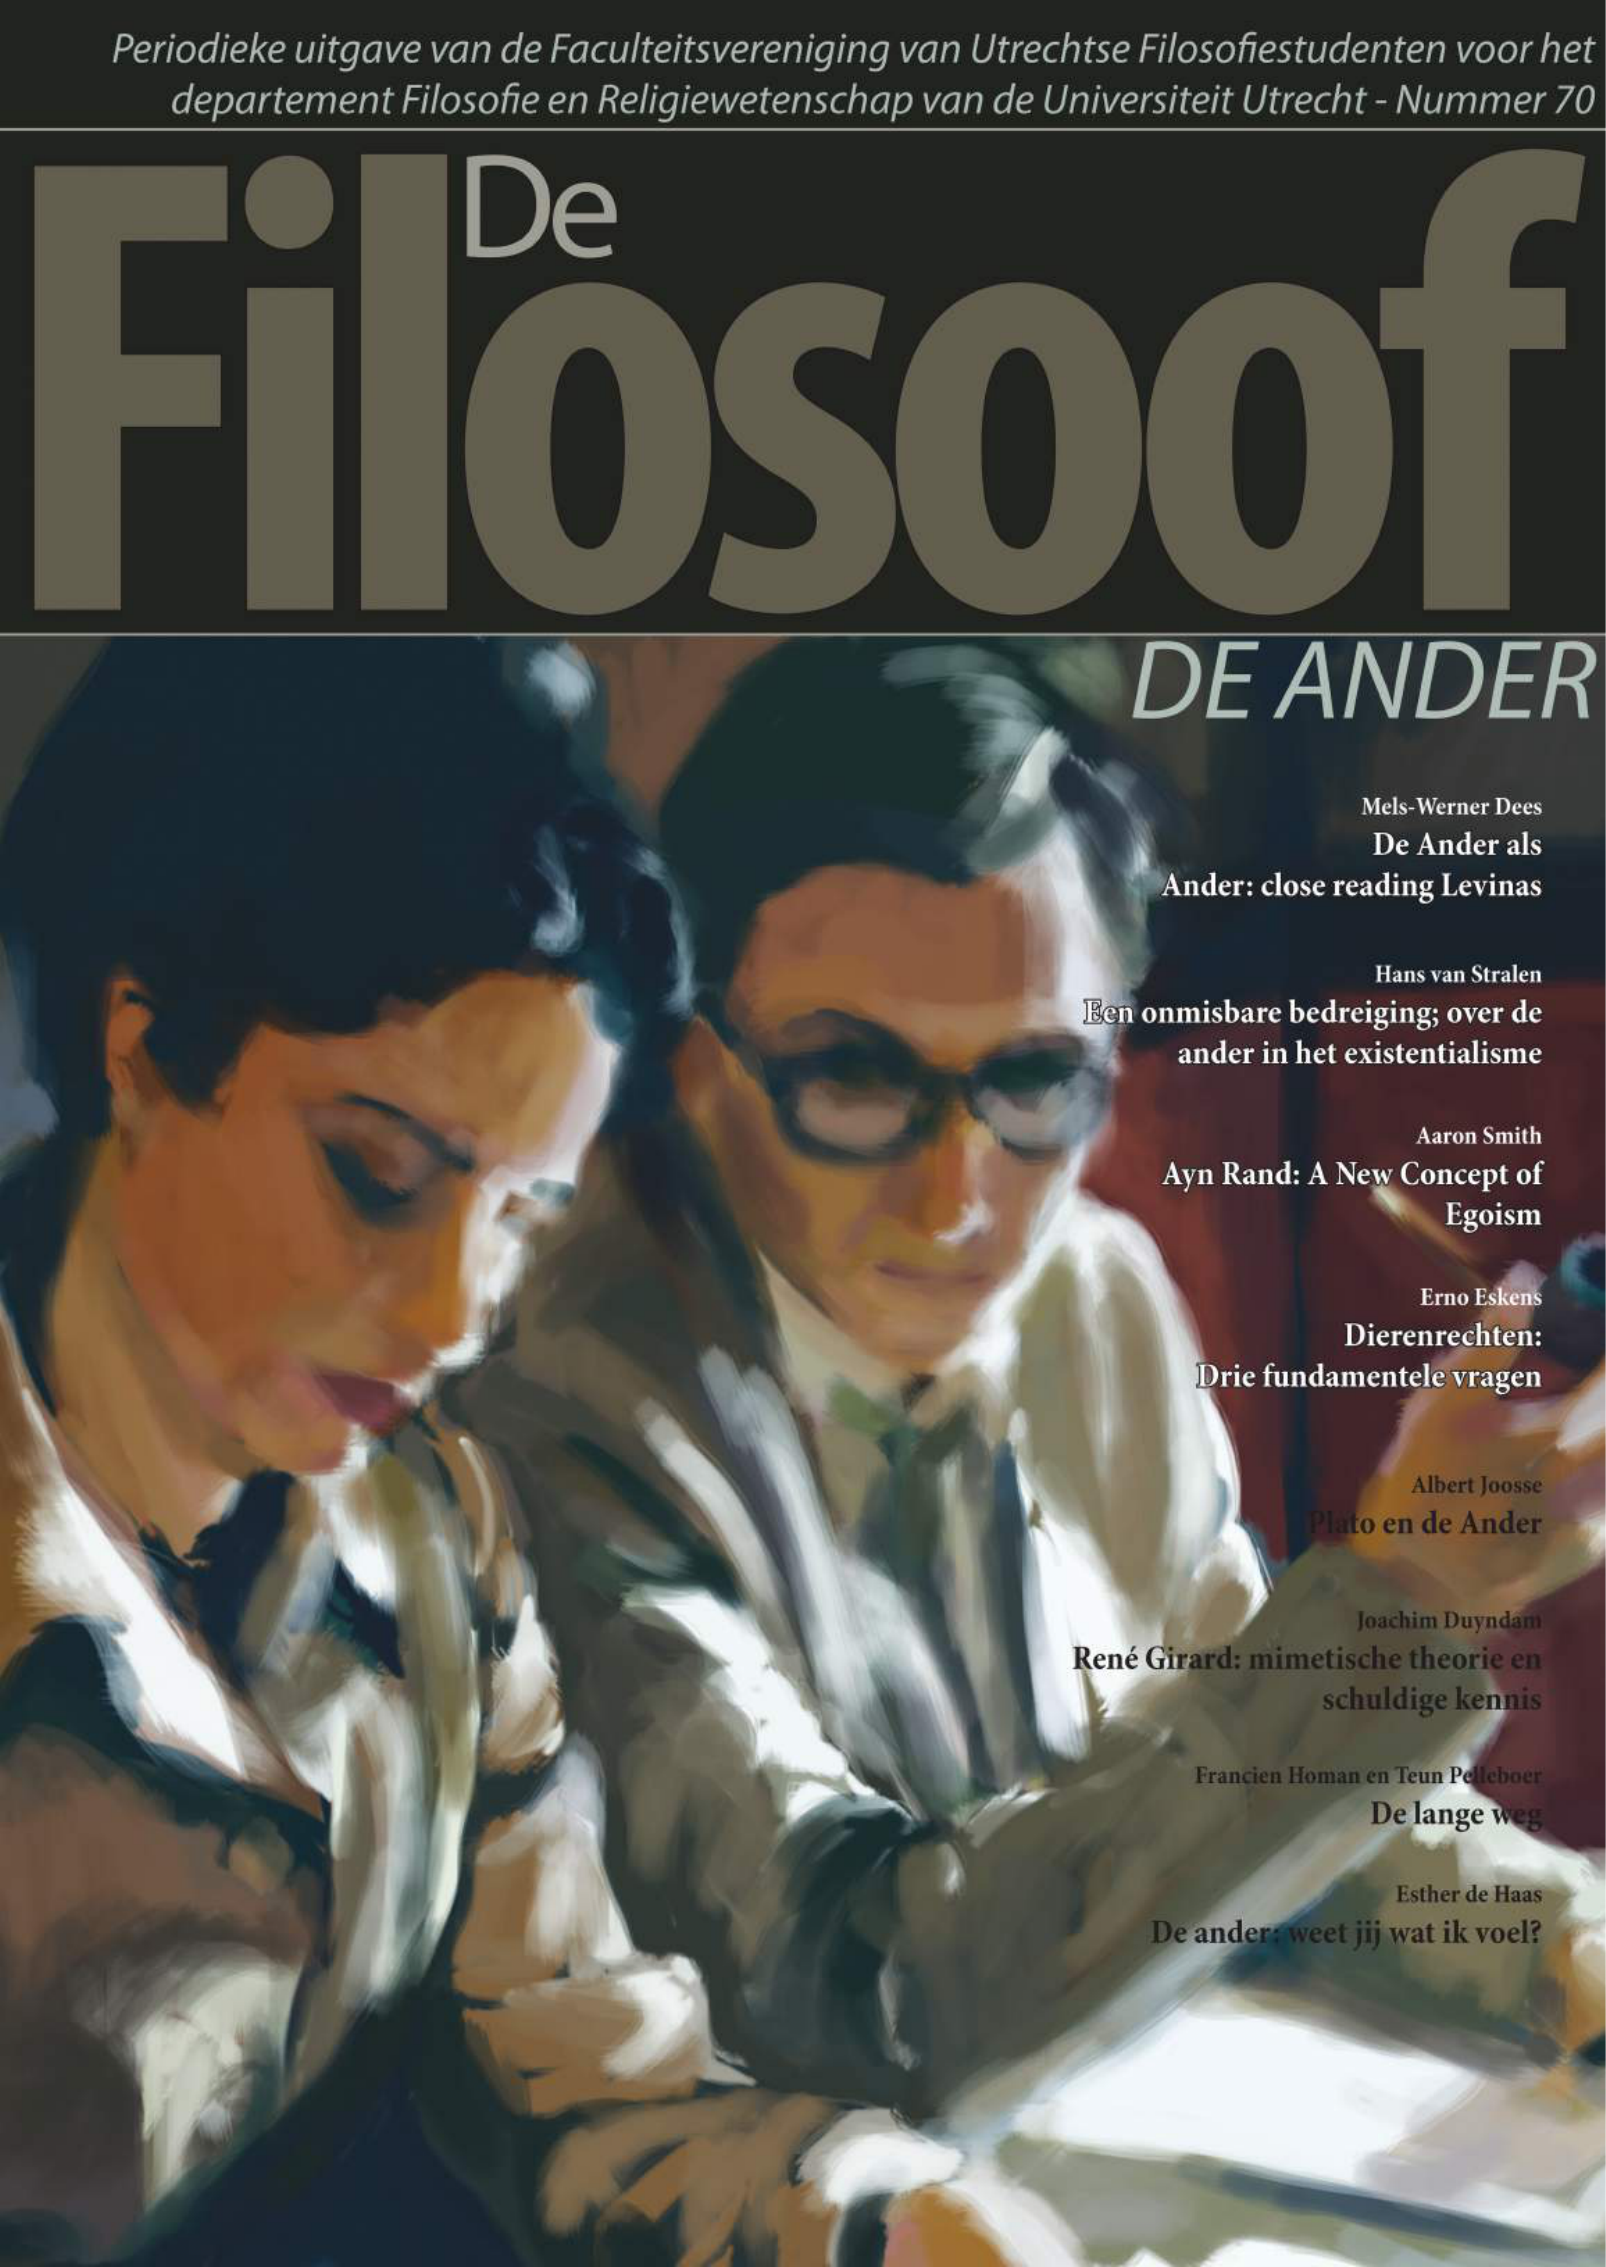 Periodieke uitgave van de Faculteitsvereniging van Utrechtse Filosofiestudenten voor het
departement Filosofie en Religiewetenschap van de Universiteit Utrecht - Nummer 70
De
Filosoof
DE ANDER
Mels-Werner Dees
De Ander als
Ander: close reading Levinas
Hans van Stralen
Een onmisbare bedreiging; over de
ander in het existentialisme
Aaron Smith
Ayn Rand: A New Concept of
Egoism
Erno Eskens
Dierenrechten:
Drie fundamentele vragen
Albert Joosse
Plato en de Ander
Joachim Duyndam
René Girard: mimetische theorie en
schuldige kennis
Francien Homan en Teun Pelleboer
De lange weg
Esther de Haas
De ander: weet jij wat ik voel?